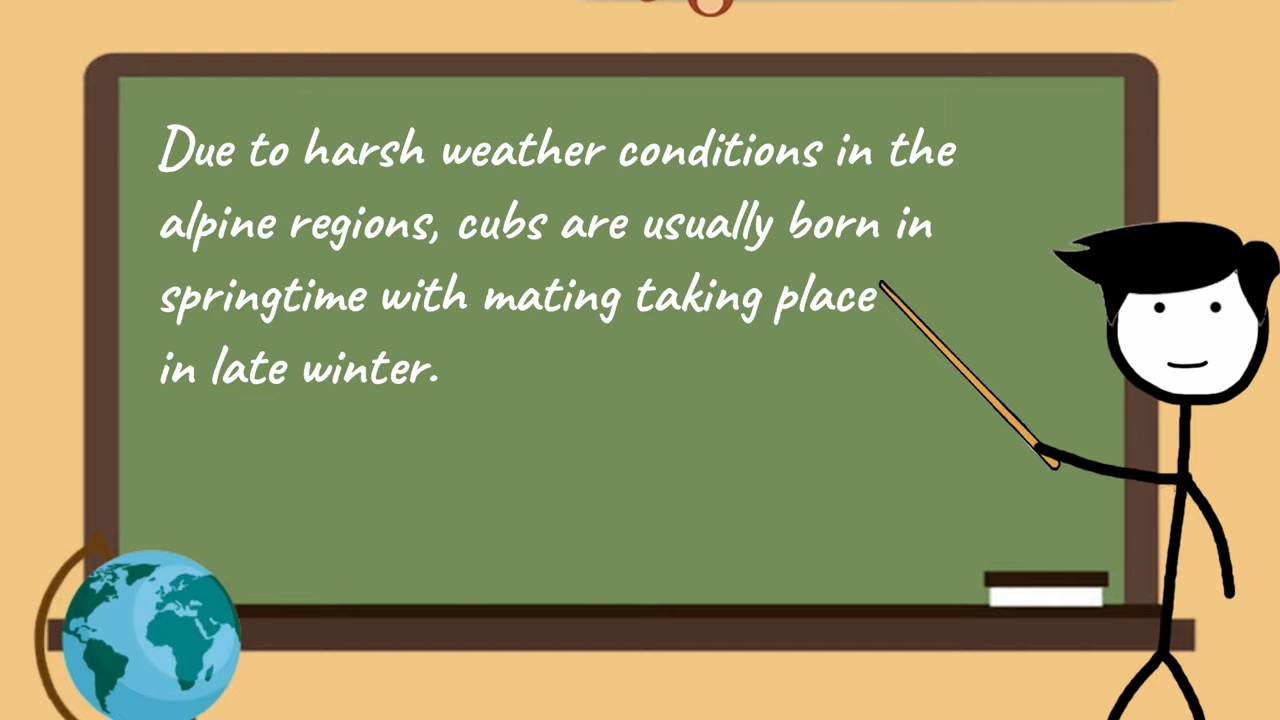 Due to harsh weather conditions in the
alpine regions, cubs are usually born in
springtime with mating taking place
in late winter.